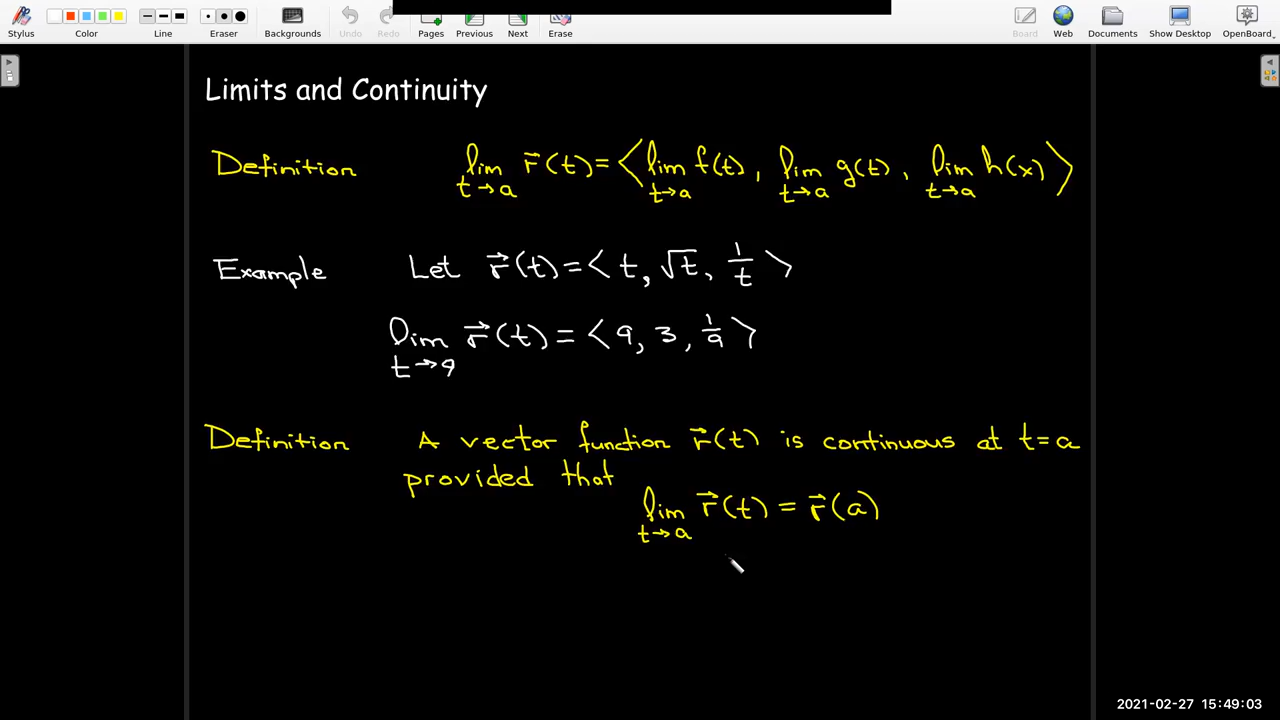 Stylus Color Line Eraser Backgrounds Undo Redo Pages Previous Next Erase Board Web Documents Show Desktop OpenBoard
Limits and Continuity
Definition lim t→a r⃗(t) = ⟨ lim t→a f(t), lim t→a g(t), lim t→a h(x) ⟩
Example Let r⃗(t) = ⟨ t, √t, 1/t ⟩
lim t→9 r⃗(t) = ⟨ 9, 3, 1/9 ⟩
Definition A vector function r⃗(t) is continuous at t=a
provided that
lim t→a r⃗(t) = r⃗(a)
2021-02-27 15:49:03